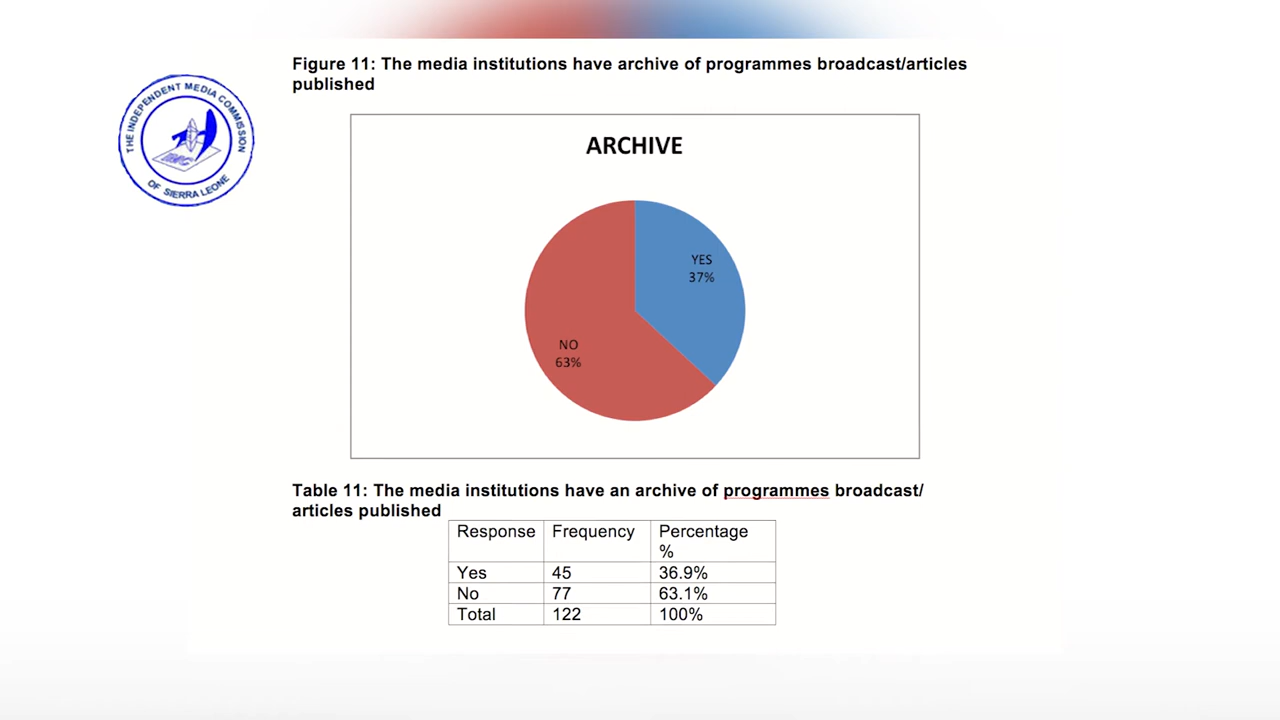 Figure 11: The media institutions have archive of programmes broadcast/articles
published
THE INDEPENDENT MEDIA COMMISSION
OF SIERRA LEONE
IMC
ARCHIVE
YES
37%
NO
63%
Table 11: The media institutions have an archive of programmes broadcast/
articles published
Response Frequency Percentage
%
Yes 45 36.9%
No 77 63.1%
Total 122 100%